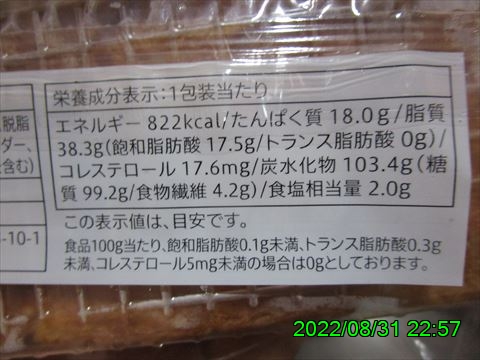 栄養成分表示:1包装当たり
エネルギー 822kcal/たんぱく質 18.0g/脂質
38.3g(飽和脂肪酸 17.5g/トランス脂肪酸 0g)/
コレステロール 17.6mg/炭水化物 103.4g(糖
質 99.2g/食物繊維 4.2g)/食塩相当量 2.0g
この表示値は、目安です。
食品100g当たり、飽和脂肪酸0.1g未満、トランス脂肪酸0.3g
未満、コレステロール5mg未満の場合は0gとしております。
脱脂
ダー、
含む)
-10-1
2022/08/31 22:57